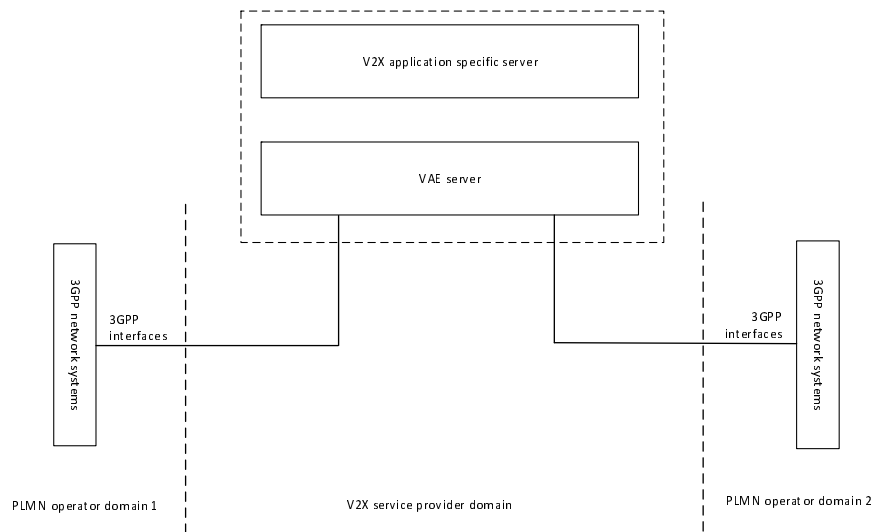 V2X application specific server
VAE server
3GPP network systems
3GPP
interfaces
3GPP
interfaces
3GPP network systems
PLMN operator domain 1
V2X service provider domain
PLMN operator domain 2